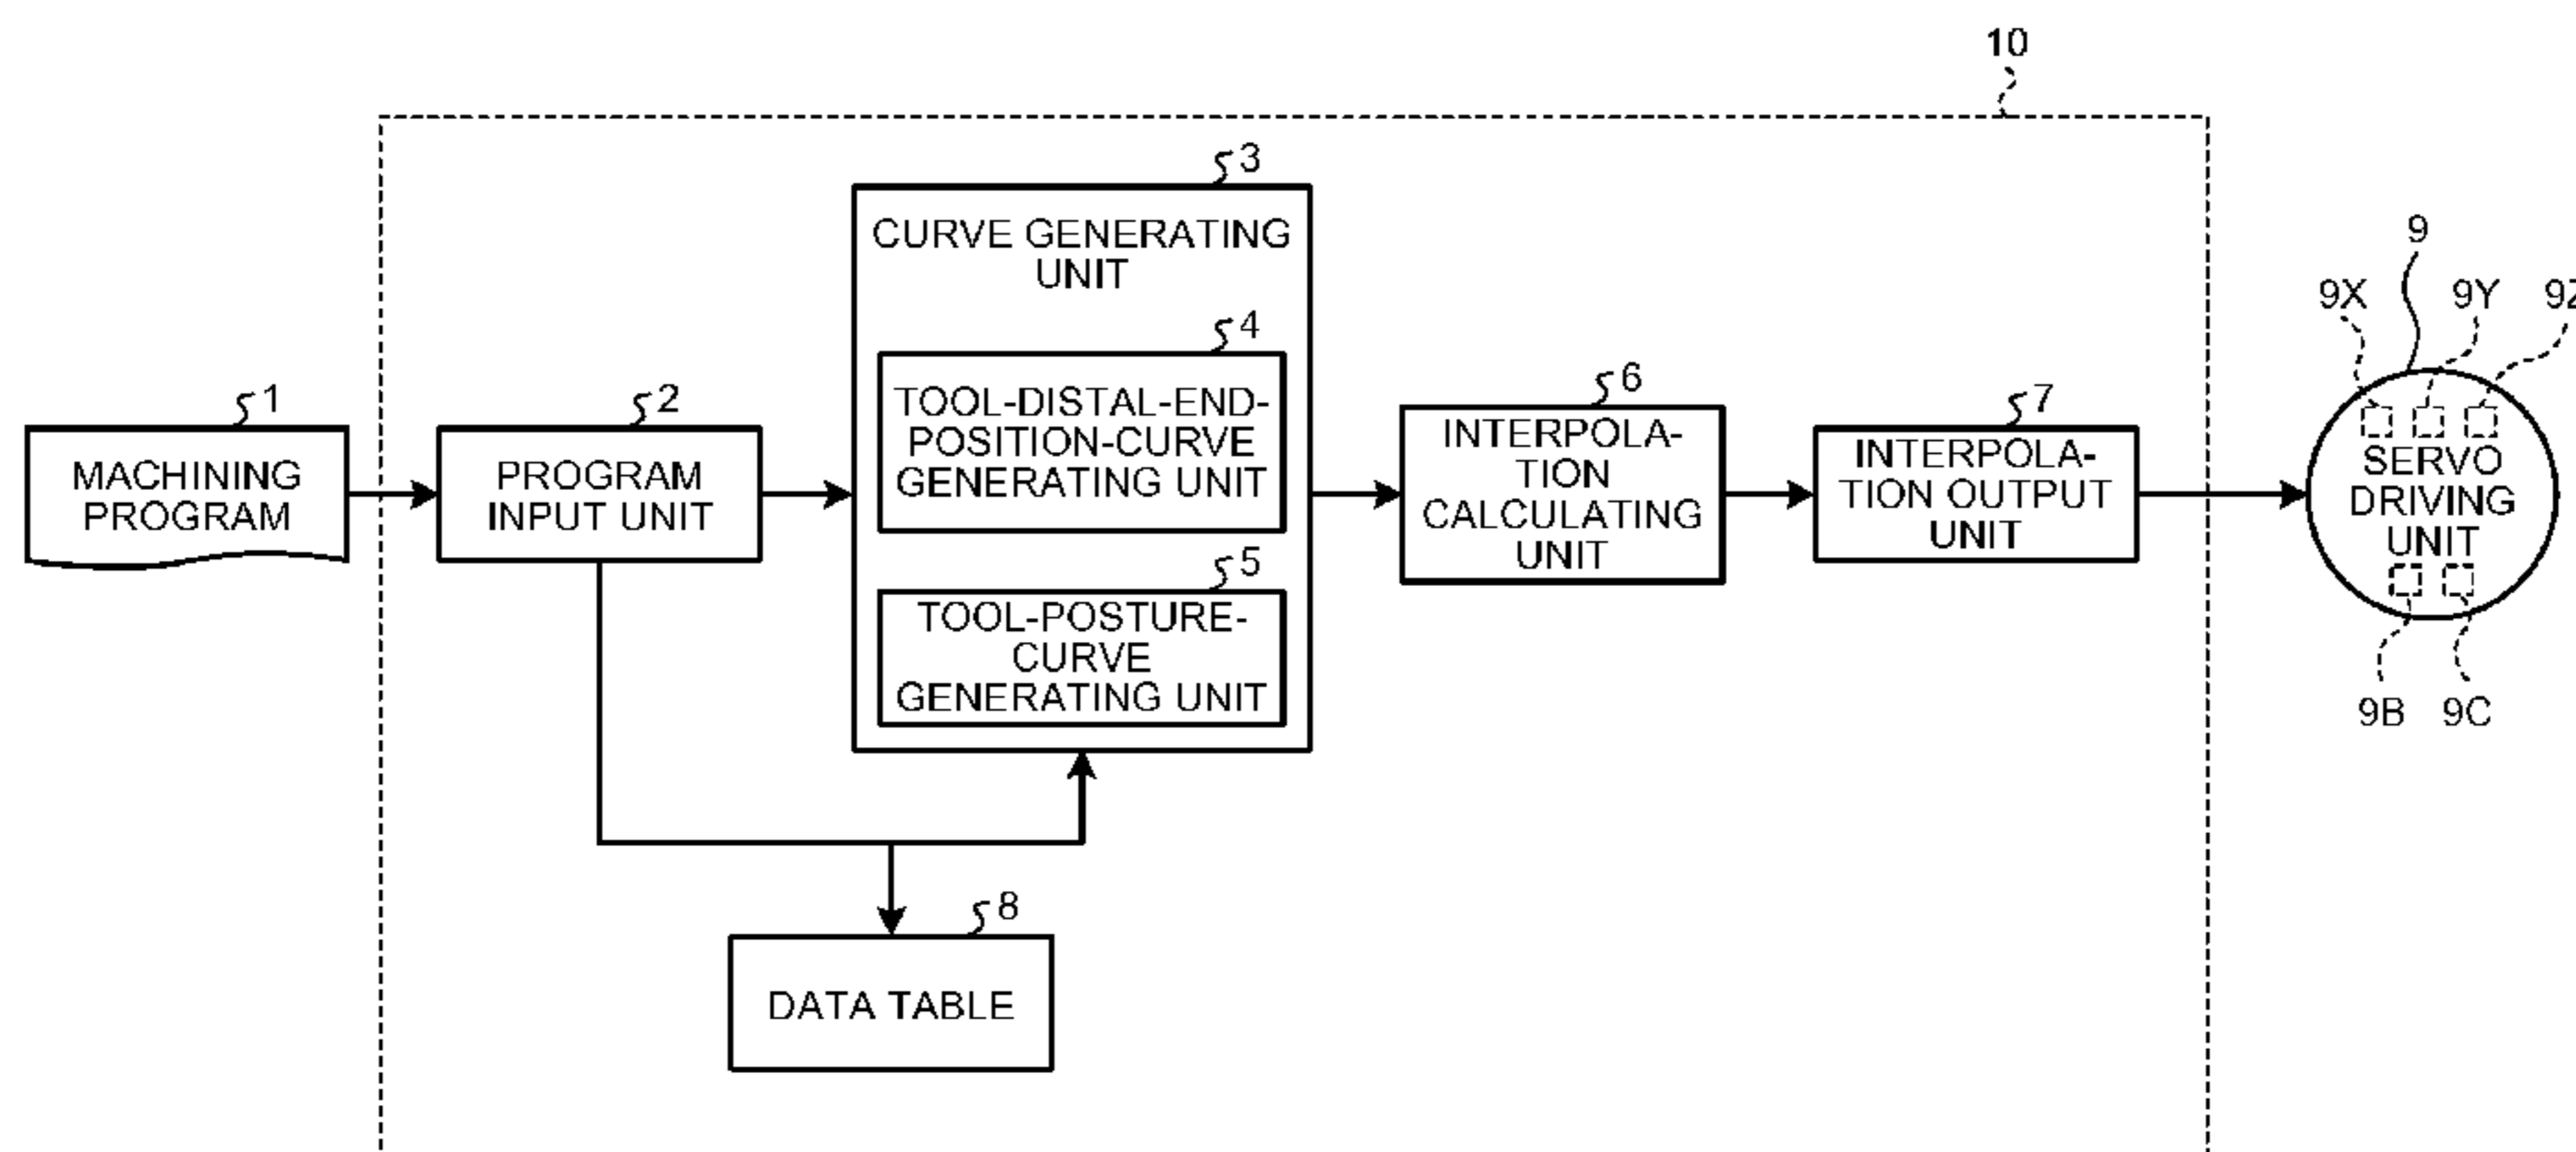 10
3
CURVE GENERATING
UNIT
9
9X
9Y
4
1
2
6
7
TOOL-DISTAL-END-
POSITION-CURVE
GENERATING UNIT
MACHINING
PROGRAM
PROGRAM
INPUT UNIT
INTERPOLA-
TION
CALCULATING
UNIT
INTERPOLA-
TION OUTPUT
UNIT
SERVO
DRIVING
UNIT
5
TOOL-POSTURE-
CURVE
GENERATING UNIT
9B
9C
8
DATA TABLE